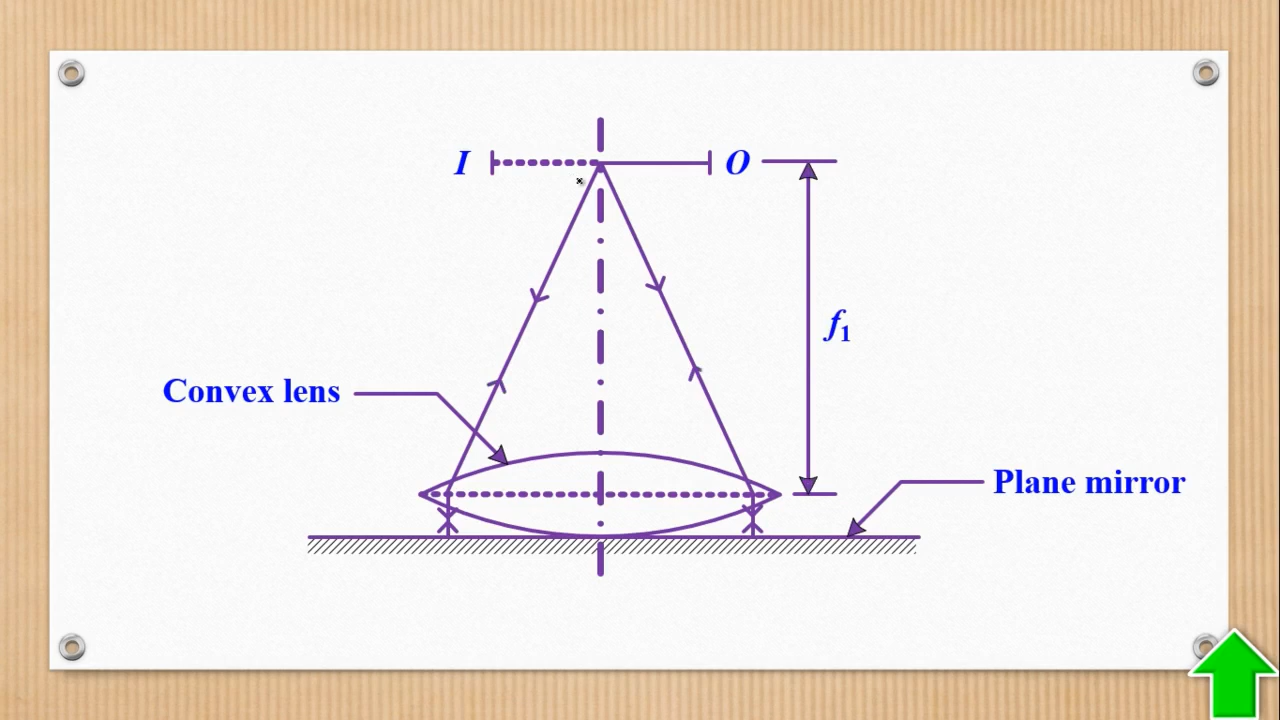 I
O
f₁
Convex lens
Plane mirror